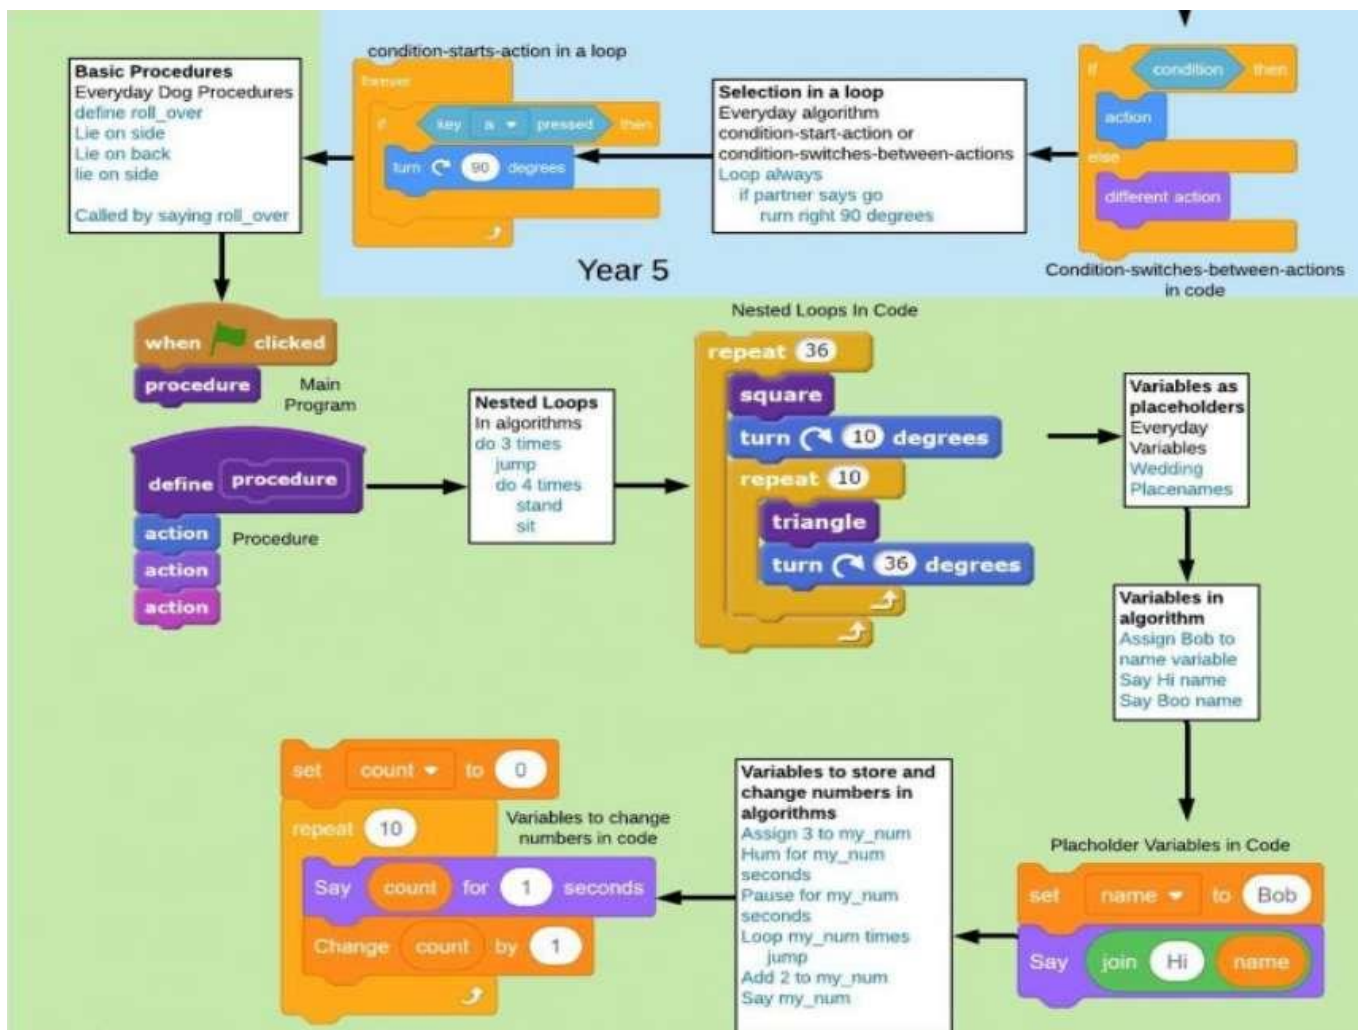 condition-starts-action in a loop
forever
if key a pressed then
turn 90 degrees
if condition then
action
else
different action
Condition-switches-between-actions
in code
Selection in a loop
Everyday algorithm
condition-start-action or
condition-switches-between-actions
Loop always
if partner says go
rurn right 90 degrees
Basic Procedures
Everyday Dog Procedures
define roll_over
Lie on side
Lie on back
lie on side
Called by saying roll_over
Year 5
when clicked
procedure
Main
Program
define procedure
action
action
action
Procedure
Nested Loops
In algorithms
do 3 times
jump
do 4 times
stand
sit
Nested Loops In Code
repeat 36
square
turn 10 degrees
repeat 10
triangle
turn 36 degrees
Variables as
placeholders
Everyday
Variables
Wedding
Placenames
Variables in
algorithm
Assign Bob to
name variable
Say Hi name
Say Boo name
Placholder Variables in Code
set name to Bob
Say join Hi name
Variables to store and
change numbers in
algorithms
Assign 3 to my_num
Hum for my_num
seconds
Pause for my_num
seconds
Loop my_num times
jump
Add 2 to my_num
Say my_num
Variables to change
numbers in code
set count to 0
repeat 10
Say count for 1 seconds
Change count by 1